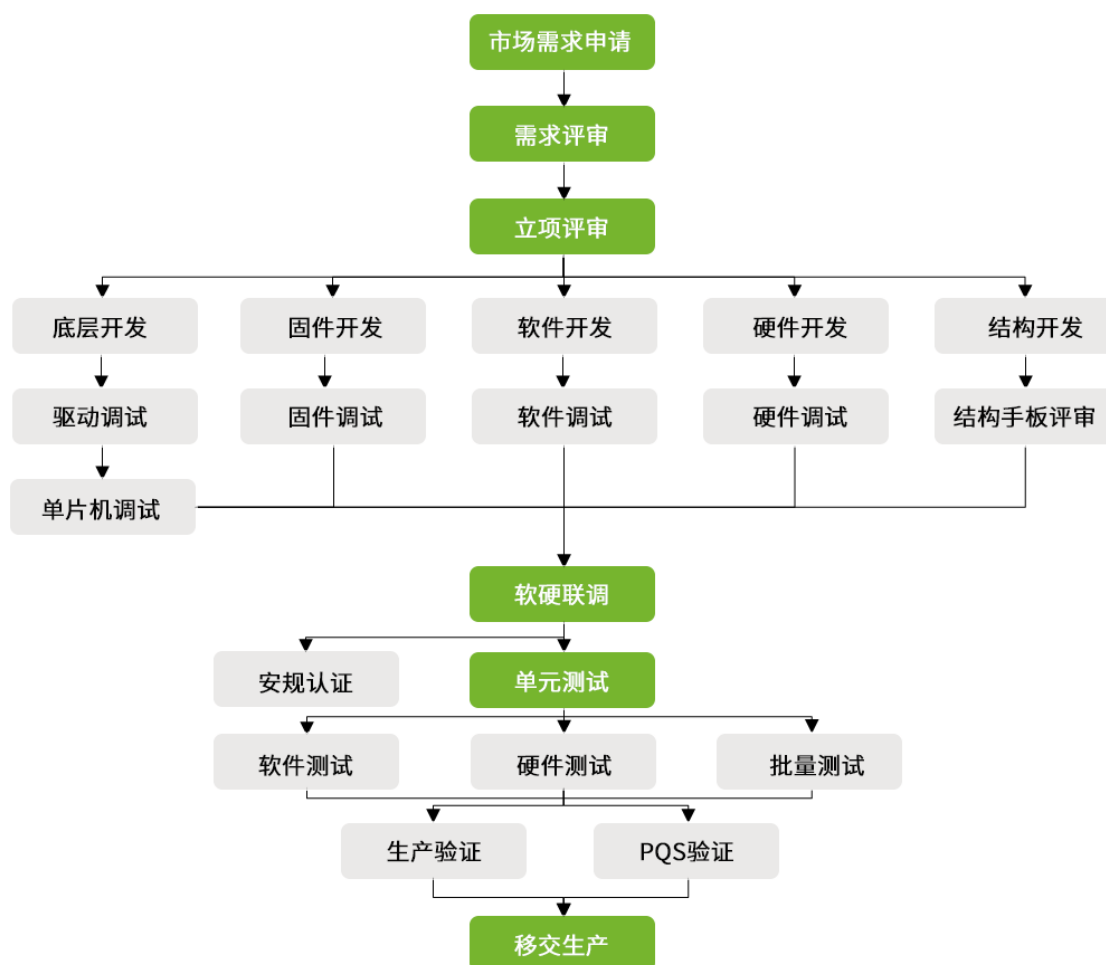 市场需求申请
需求评审
立项评审
底层开发
固件开发
软件开发
硬件开发
结构开发
驱动调试
固件调试
软件调试
硬件调试
结构手板评审
单片机调试
软硬联调
安规认证
单元测试
软件测试
硬件测试
批量测试
生产验证
PQS验证
移交生产